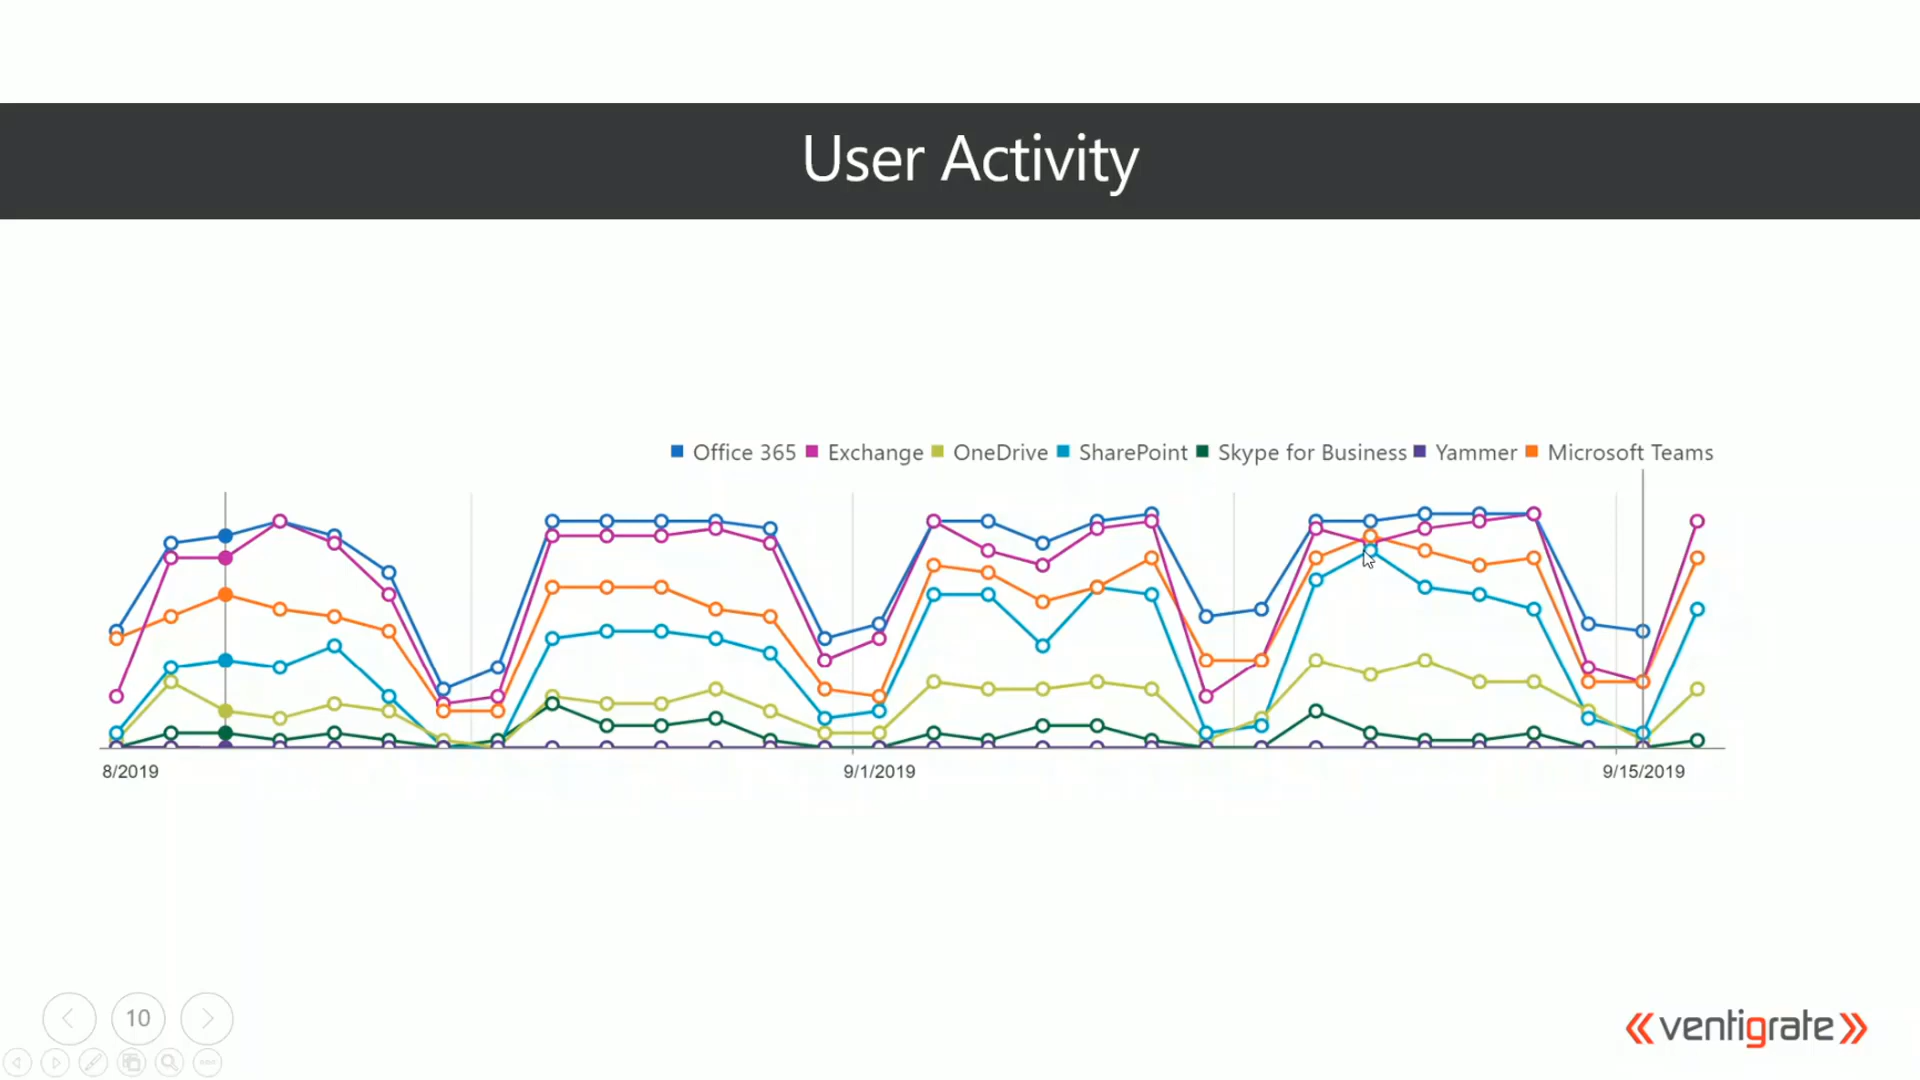 User Activity
Office 365 Exchange OneDrive SharePoint Skype for Business Yammer Microsoft Teams
8/2019 9/1/2019 9/15/2019
10
ventigrate